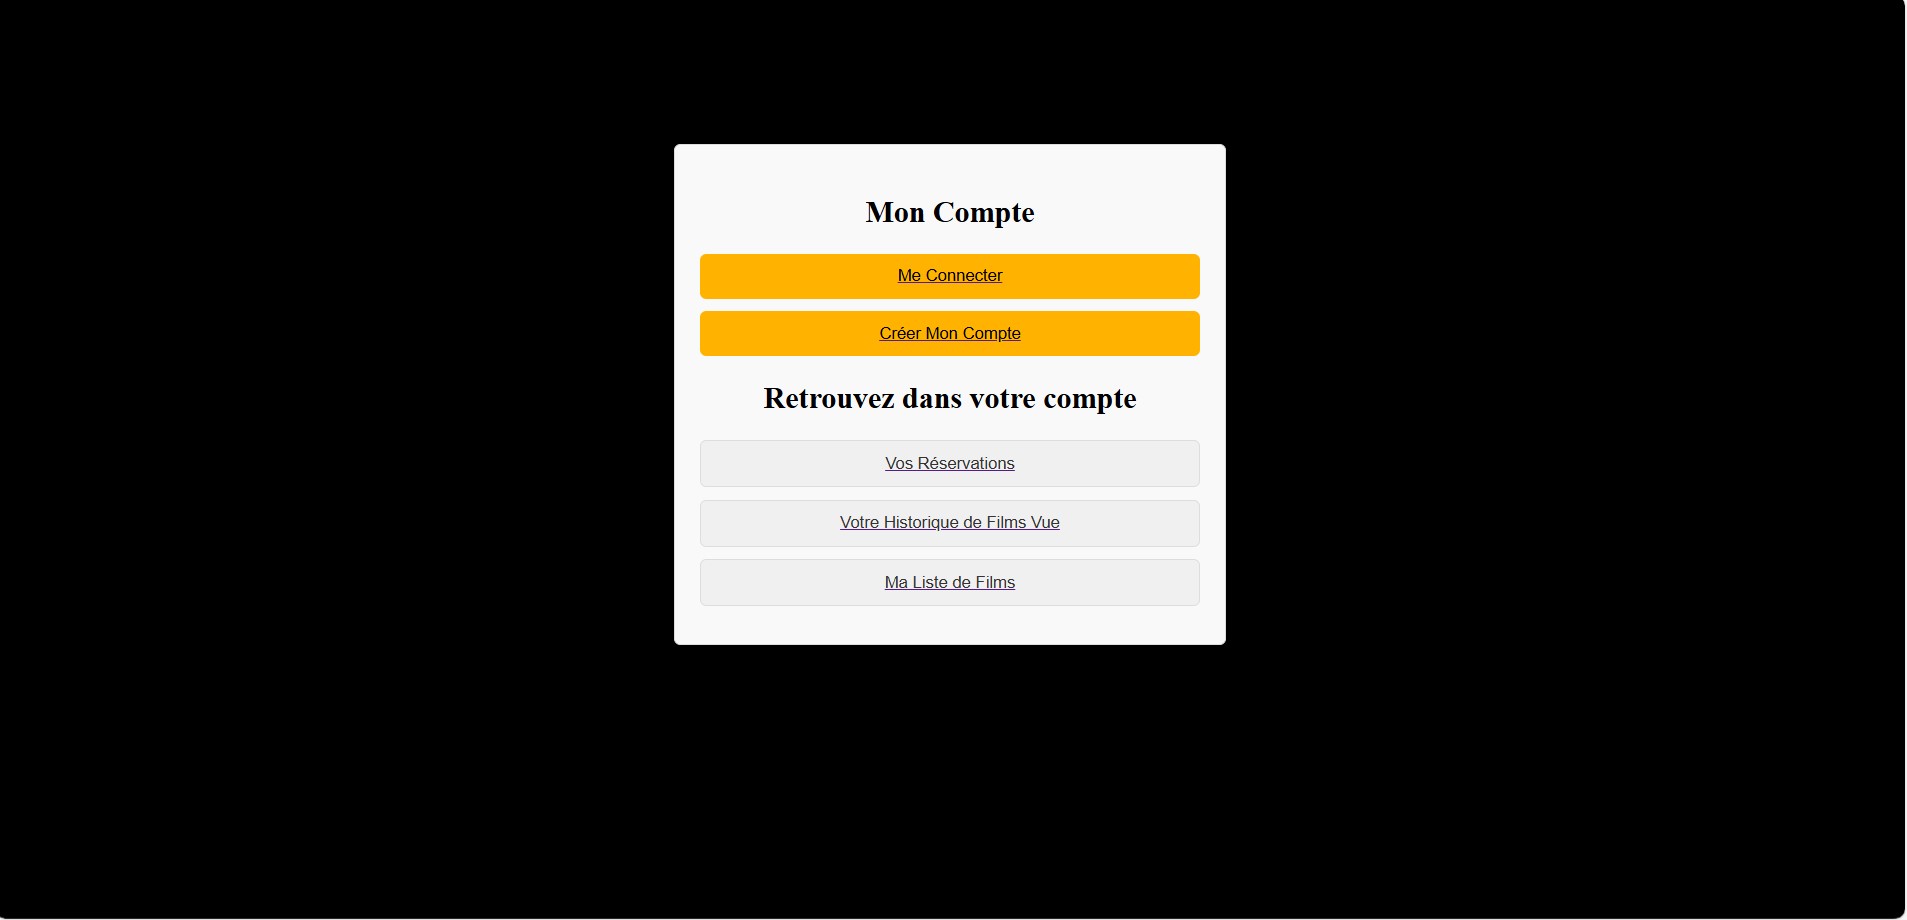 Mon Compte
Me Connecter
Créer Mon Compte
Retrouvez dans votre compte
Vos Réservations
Votre Historique de Films Vue
Ma Liste de Films